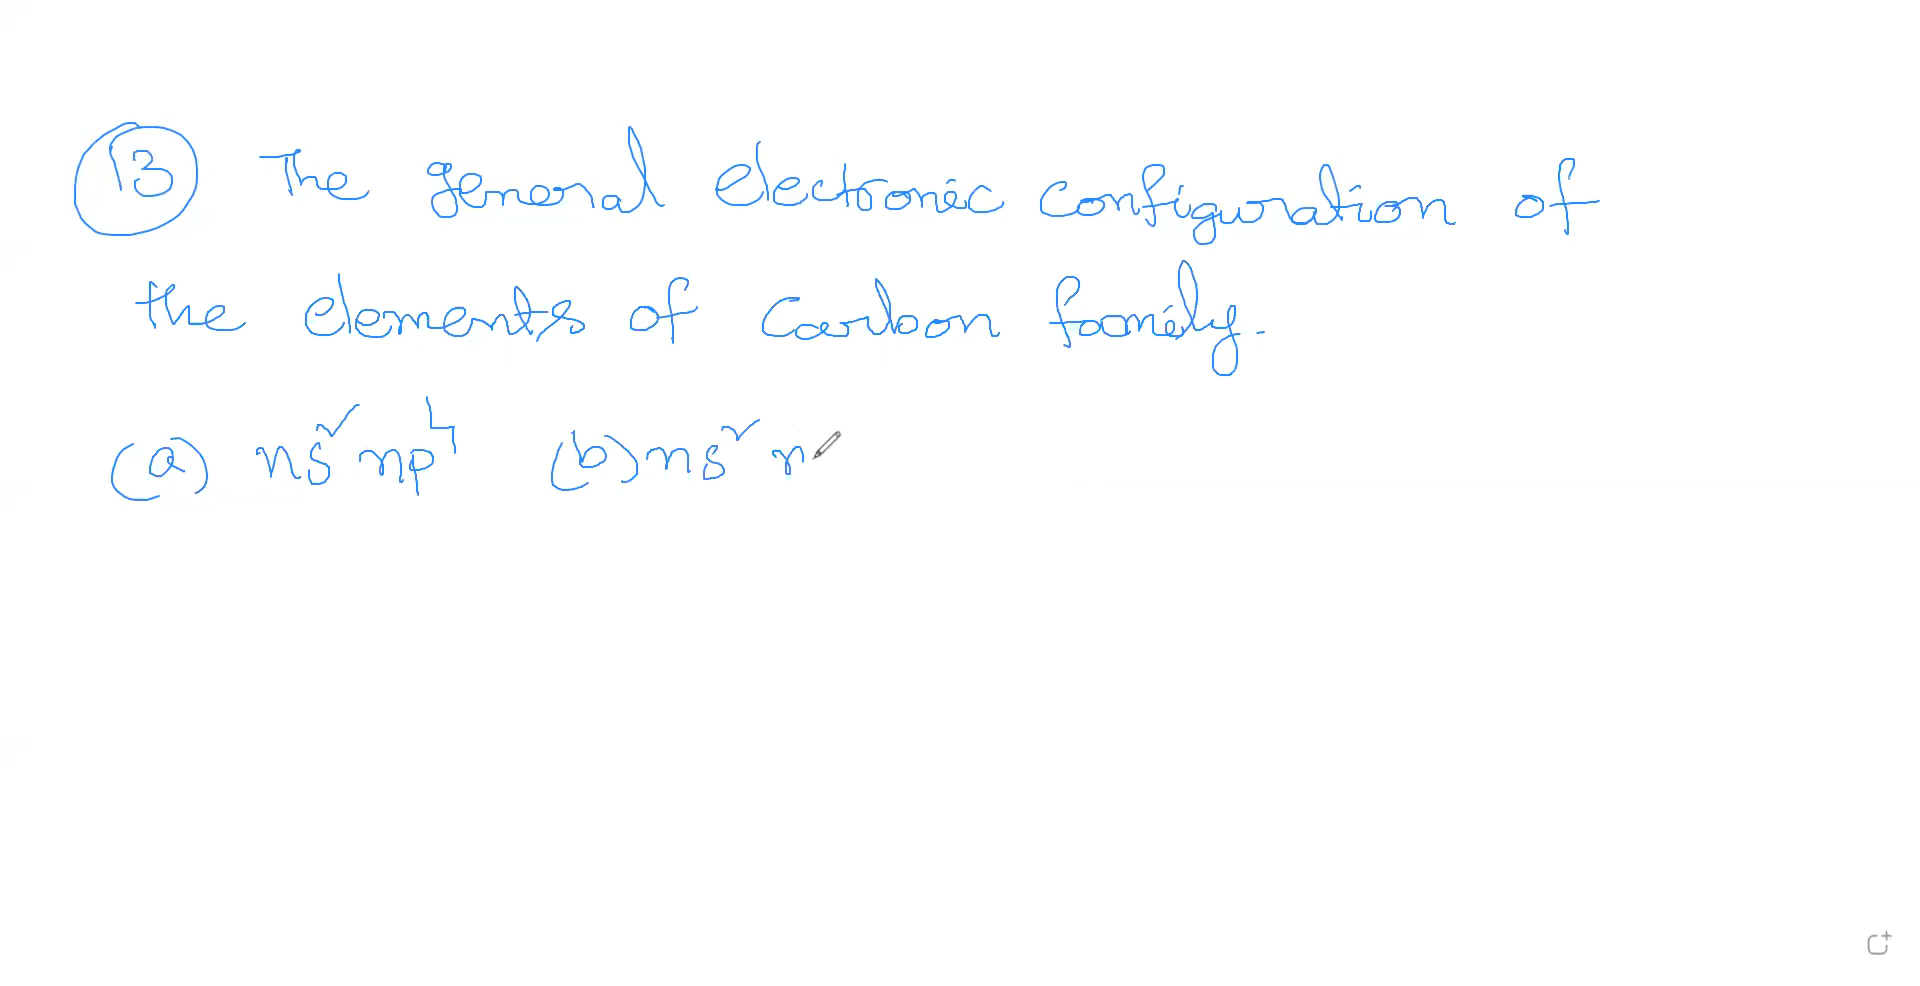 13 The general electronic configuration of
the elements of carbon family.
(a) ns² np⁴ (b) ns² n